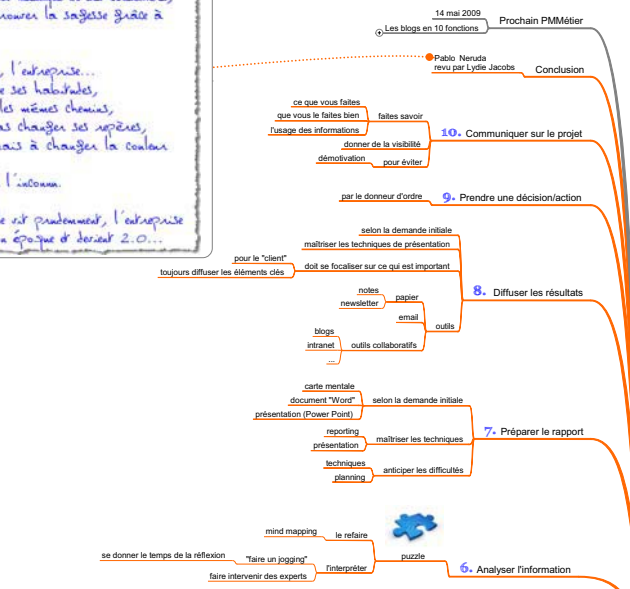 rouver la sagesse grâce à
, l'entreprise...
e ses habitudes,
les mêmes chemins,
as changer ses repères,
ais à changer la couleur
l'inconnu.
e vit prudemment, l'entreprise
n époque et devient 2.0...
14 mai 2009
Les blogs en 10 fonctions
Prochain PMMétier
Pablo Neruda
revu par Lydie Jacobs
Conclusion
ce que vous faites
que vous le faites bien
l'usage des informations
faites savoir
donner de la visibilité
démotivation
pour éviter
10. Communiquer sur le projet
par le donneur d'ordre
9. Prendre une décision/action
selon la demande initiale
maîtriser les techniques de présentation
pour le "client"
toujours diffuser les éléments clés
doit se focaliser sur ce qui est important
notes
newsletter
papier
email
blogs
intranet
...
outils collaboratifs
outils
8. Diffuser les résultats
carte mentale
document "Word"
présentation (Power Point)
selon la demande initiale
reporting
présentation
maîtriser les techniques
techniques
planning
anticiper les difficultés
7. Préparer le rapport
mind mapping
le refaire
se donner le temps de la réflexion
"faire un jogging"
faire intervenir des experts
l'interpréter
puzzle
6. Analyser l'information